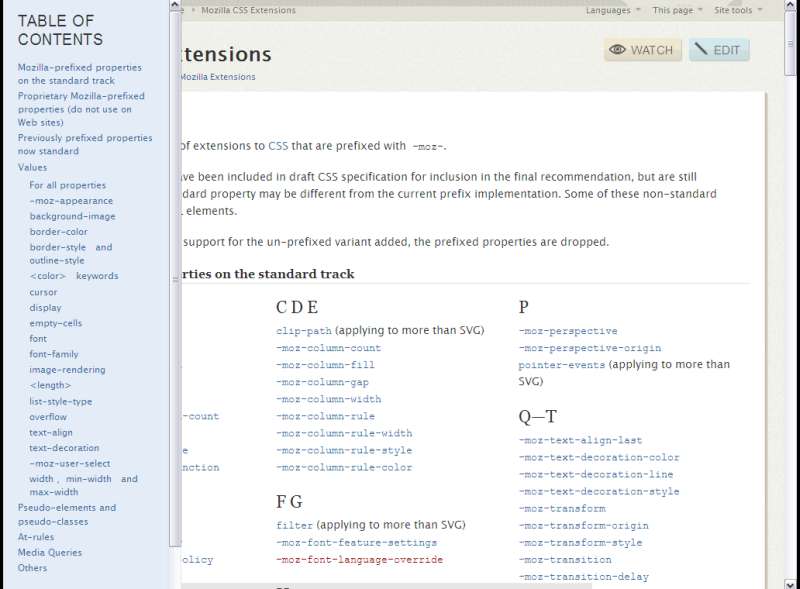 TABLE OF
CONTENTS
Mozilla-prefixed properties
on the standard track
Proprietary Mozilla-prefixed
properties (do not use on
Web sites)
Previously prefixed properties
now standard
Values
For all properties
-moz-appearance
background-image
border-color
border-style and
outline-style
<color> keywords
cursor
display
empty-cells
font
font-family
image-rendering
<length>
list-style-type
overflow
text-align
text-decoration
-moz-user-select
width , min-width and
max-width
Pseudo-elements and
pseudo-classes
At-rules
Media Queries
Others
e › Mozilla CSS Extensions
Languages This page Site tools
tensions
WATCH EDIT
Mozilla Extensions
of extensions to CSS that are prefixed with -moz-.
ave been included in draft CSS specification for inclusion in the final recommendation, but are still
dard property may be different from the current prefix implementation. Some of these non-standard
elements.
support for the un-prefixed variant added, the prefixed properties are dropped.
rties on the standard track
-count
e
nction
olicy
C D E
clip-path (applying to more than SVG)
-moz-column-count
-moz-column-fill
-moz-column-gap
-moz-column-width
-moz-column-rule
-moz-column-rule-width
-moz-column-rule-style
-moz-column-rule-color
F G
filter (applying to more than SVG)
-moz-font-feature-settings
-moz-font-language-override
P
-moz-perspective
-moz-perspective-origin
pointer-events (applying to more than
SVG)
Q—T
-moz-text-align-last
-moz-text-decoration-color
-moz-text-decoration-line
-moz-text-decoration-style
-moz-transform
-moz-transform-origin
-moz-transform-style
-moz-transition
-moz-transition-delay